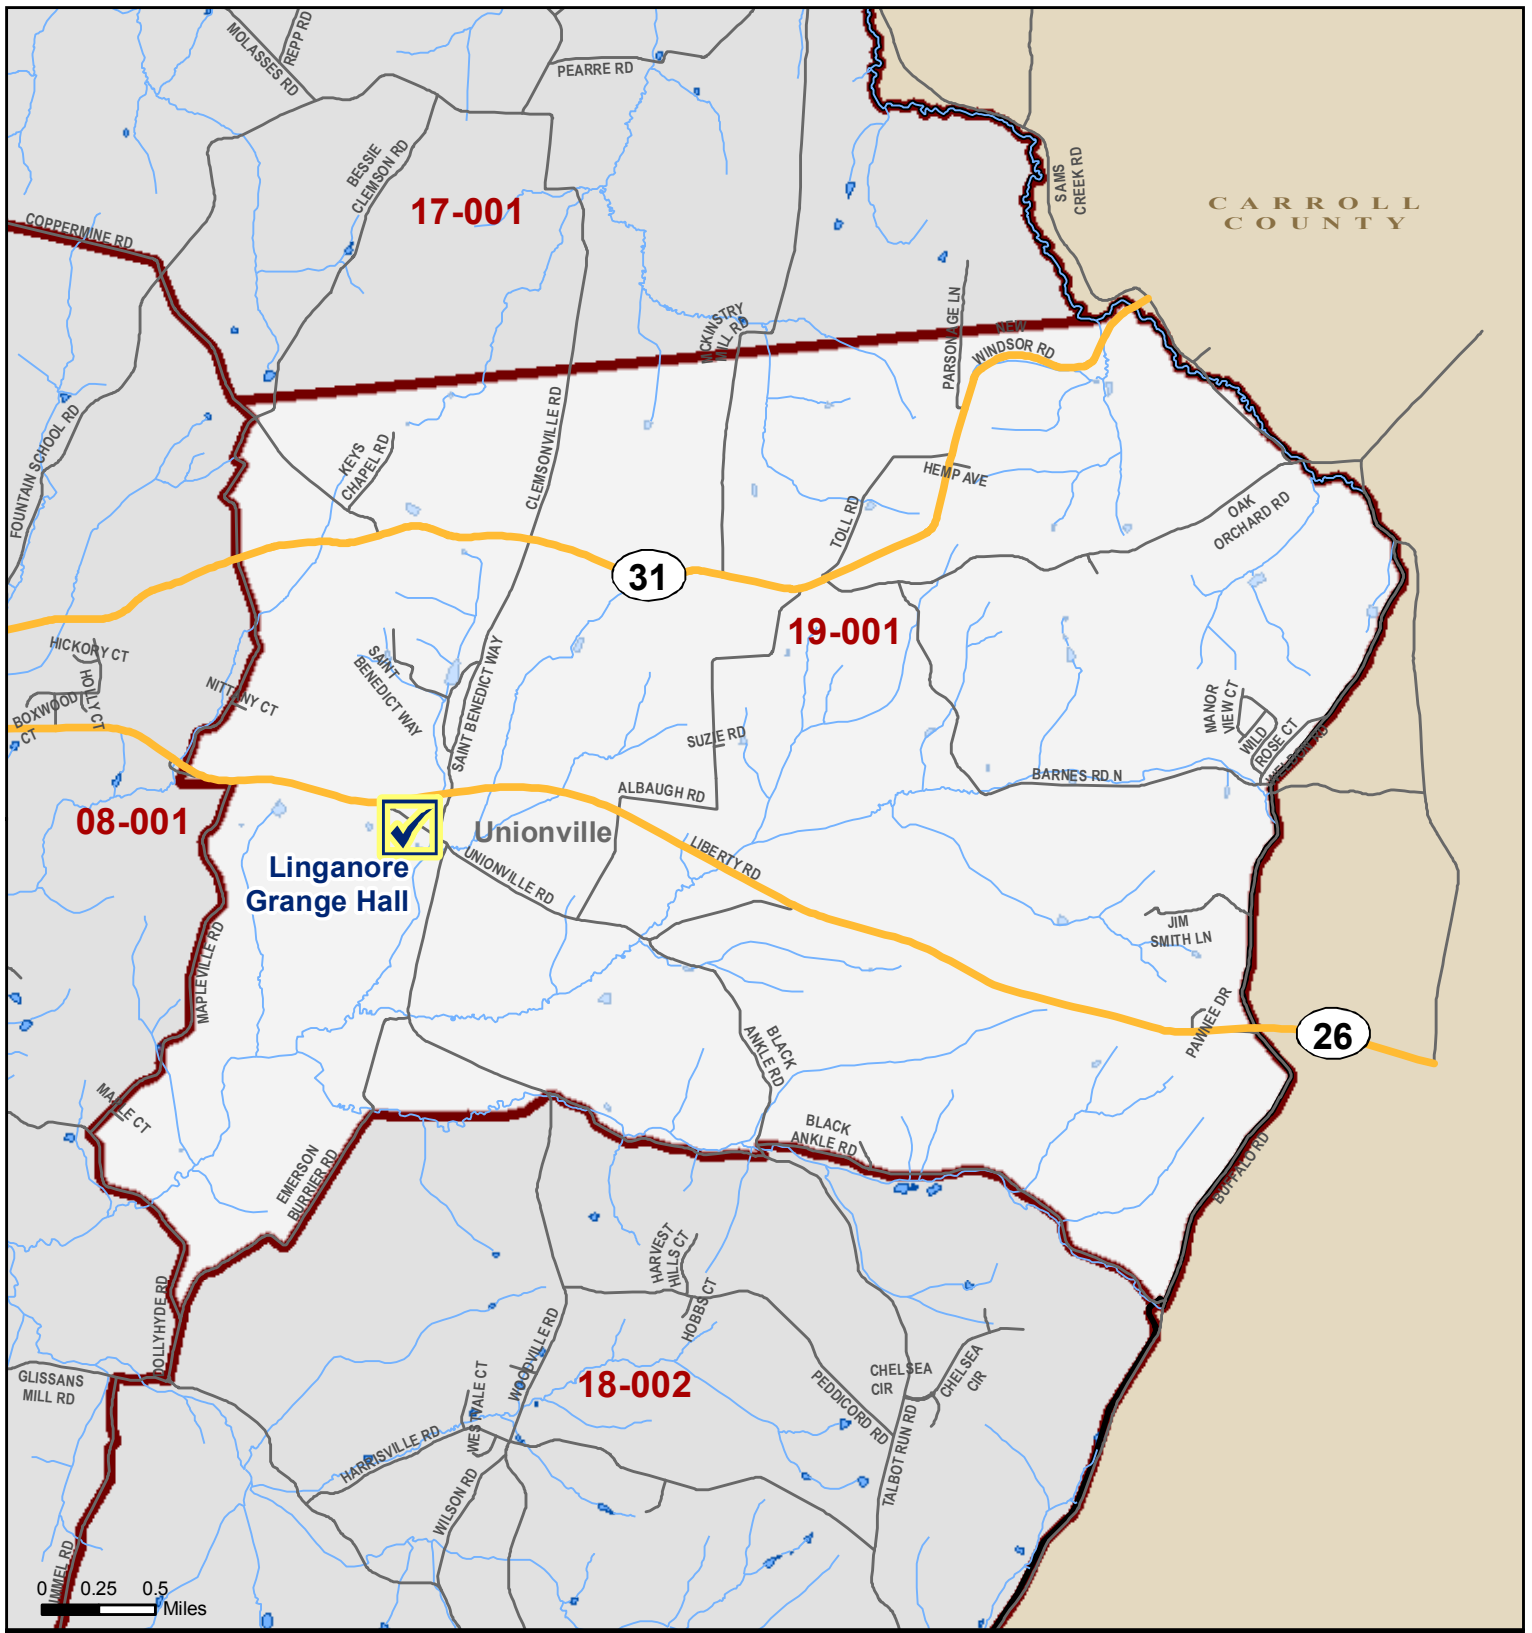 MOLASSES RD
REPP RD
PEARRE RD
BESSIE
CLEMSON RD
17-001
SAMS
CREEK RD
CARROLL
COUNTY
COPPERMINE RD
MCKINSTRY
MILL RD
PARSONAGE LN
NEW
WINDSOR RD
FOUNTAIN SCHOOL RD
KEYS
CHAPEL RD
CLEMSONVILLE RD
HEMP AVE
TOLL RD
OAK
ORCHARD RD
31
19-001
HICKORY CT
HOLLY CT
BOXWOOD
CT
NITTANY CT
SAINT
BENEDICT WAY
SAINT BENEDICT WAY
SUZIE RD
MANOR
VIEW CT
WILD
ROSE CT
WELDON RD
BARNES RD N
ALBAUGH RD
08-001
Unionville
Linganore
Grange Hall
UNIONVILLE RD
LIBERTY RD
JIM
SMITH LN
MAPLEVILLE RD
PAWNEE DR
26
BLACK
ANKLE RD
MAPLE CT
BLACK
ANKLE RD
EMERSON
BURRIER RD
BUFFALO RD
HARVEST
HILLS CT
HOBBS CT
DOLLYHYDE RD
WOODVILLE RD
GLISSANS
MILL RD
WESTVALE CT
18-002
CHELSEA
CIR
CHELSEA
CIR
PEDDICORD RD
HARRISVILLE RD
TALBOT RUN RD
WILSON RD
IMMEL RD
0 0.25 0.5
Miles